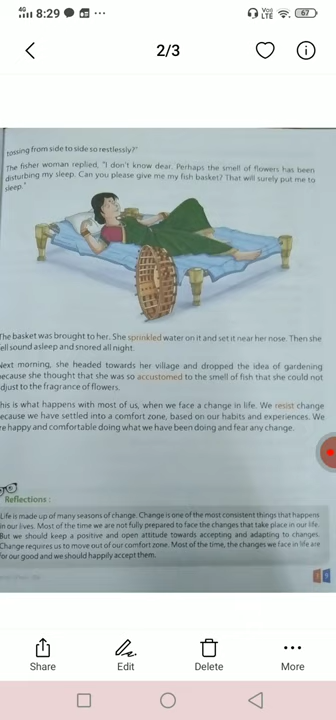 4G 8:29 Vo) LTE 67
2/3
tossing from side to side so restlessly?"
The fisher woman replied, "I don't know dear. Perhaps the smell of flowers has been
disturbing my sleep. Can you please give me my fish basket? That will surely put me to
sleep."
The basket was brought to her. She sprinkled water on it and set it near her nose. Then she
ell sound asleep and snored all night.
Next morning, she headed towards her village and dropped the idea of gardening
ecause she thought that she was so accustomed to the smell of fish that she could not
djust to the fragrance of flowers.
his is what happens with most of us, when we face a change in life. We resist change
ecause we have settled into a comfort zone, based on our habits and experiences. We
re happy and comfortable doing what we have been doing and fear any change.
Reflections :
Life is made up of many seasons of change. Change is one of the most consistent things that happens
in our lives. Most of the time we are not fully prepared to face the changes that take place in our life.
But we should keep a positive and open attitude towards accepting and adapting to changes.
Change requires us to move out of our comfort zone. Most of the time, the changes we face in life are
for our good and we should happily accept them.
Share Edit Delete More